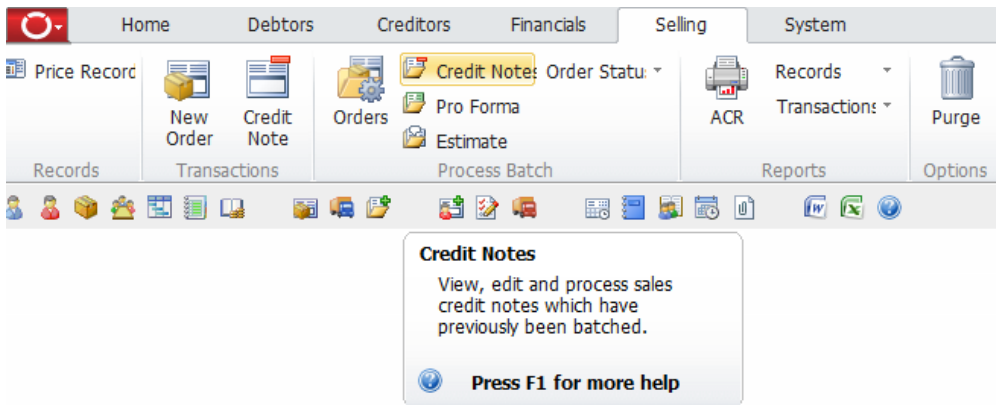 Home Debtors Creditors Financials Selling System
Price Record
New Order
Credit Note
Orders
Credit Notes Order Statu:
Pro Forma
Estimate
ACR
Records
Transactions
Purge
Records Transactions Process Batch Reports Options
Credit Notes
View, edit and process sales
credit notes which have
previously been batched.
Press F1 for more help